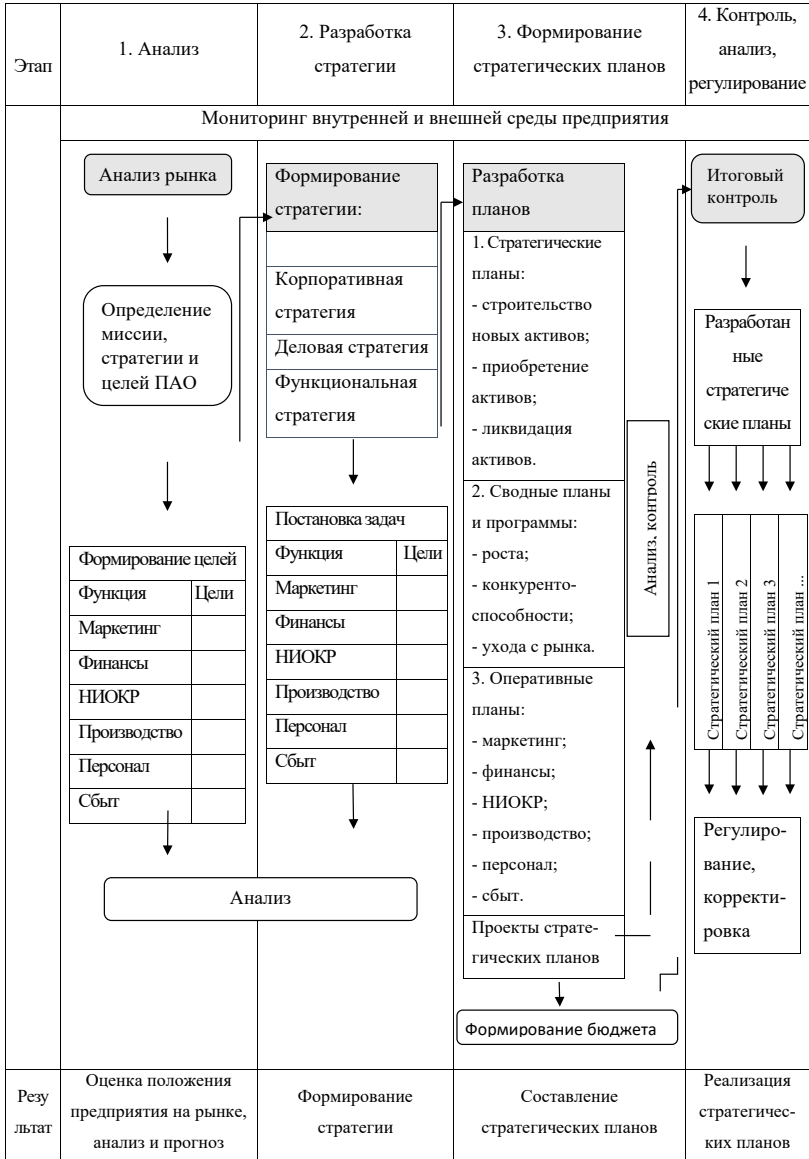 Этап
1. Анализ
2. Разработка
стратегии
3. Формирование
стратегических планов
4. Контроль,
анализ,
регулирование
Мониторинг внутренней и внешней среды предприятия
Анализ рынка
Определение
миссии,
стратегии и
целей ПАО
Формирование целей
Функция Цели
Маркетинг
Финансы
НИОКР
Производство
Персонал
Сбыт
Формирование
стратегии:
Корпоративная
стратегия
Деловая стратегия
Функциональная
стратегия
Постановка задач
Функция Цели
Маркетинг
Финансы
НИОКР
Производство
Персонал
Сбыт
Анализ
Разработка
планов
1. Стратегические
планы:
- строительство
новых активов;
- приобретение
активов;
- ликвидация
активов.
2. Сводные планы
и программы:
- роста;
- конкуренто-
способности;
- ухода с рынка.
3. Оперативные
планы:
- маркетинг;
- финансы;
- НИОКР;
- производство;
- персонал;
- сбыт.
Проекты страте-
гических планов
Формирование бюджета
Анализ, контроль
Итоговый
контроль
Разработан
ные
стратегиче
ские планы
Стратегический план 1
Стратегический план 2
Стратегический план 3
Стратегический план ...
Регулиро-
вание,
корректи-
ровка
Резу
льтат
Оценка положения
предприятия на рынке,
анализ и прогноз
Формирование
стратегии
Составление
стратегических планов
Реализация
стратегичес-
ких планов